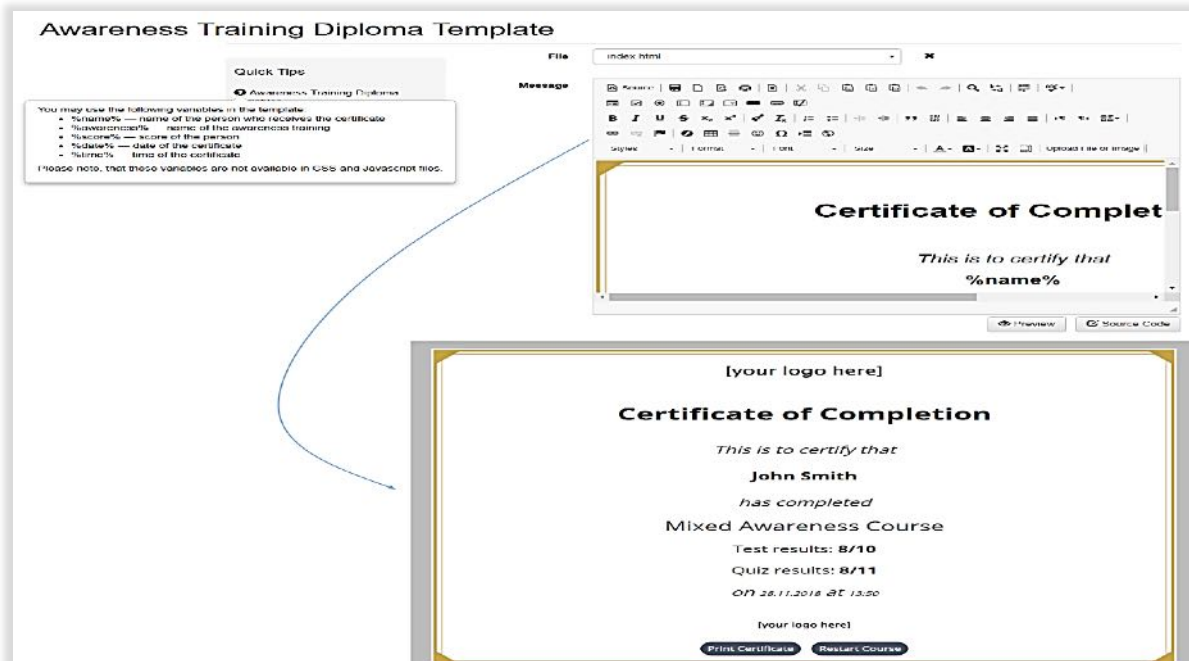 Awareness Training Diploma Template
File
index.html
Quick Tips
Awareness Training Diploma
Message
Source
You may use the following variables in the template
%name% — name of the person who receives the certificate
%awareness% — name of the awareness training
%score% — score of the person
%date% — date of the certificate
%time% — time of the certificate
Please note, that these variables are not available in CSS and Javascript files.
Styles Format Font Size Upload File or Image
Certificate of Complet
This is to certify that
%name%
Preview Source Code
[your logo here]
Certificate of Completion
This is to certify that
John Smith
has completed
Mixed Awareness Course
Test results: 8/10
Quiz results: 8/11
on 28.11.2018 at 13:50
[your logo here]
Print Certificate Restart Course